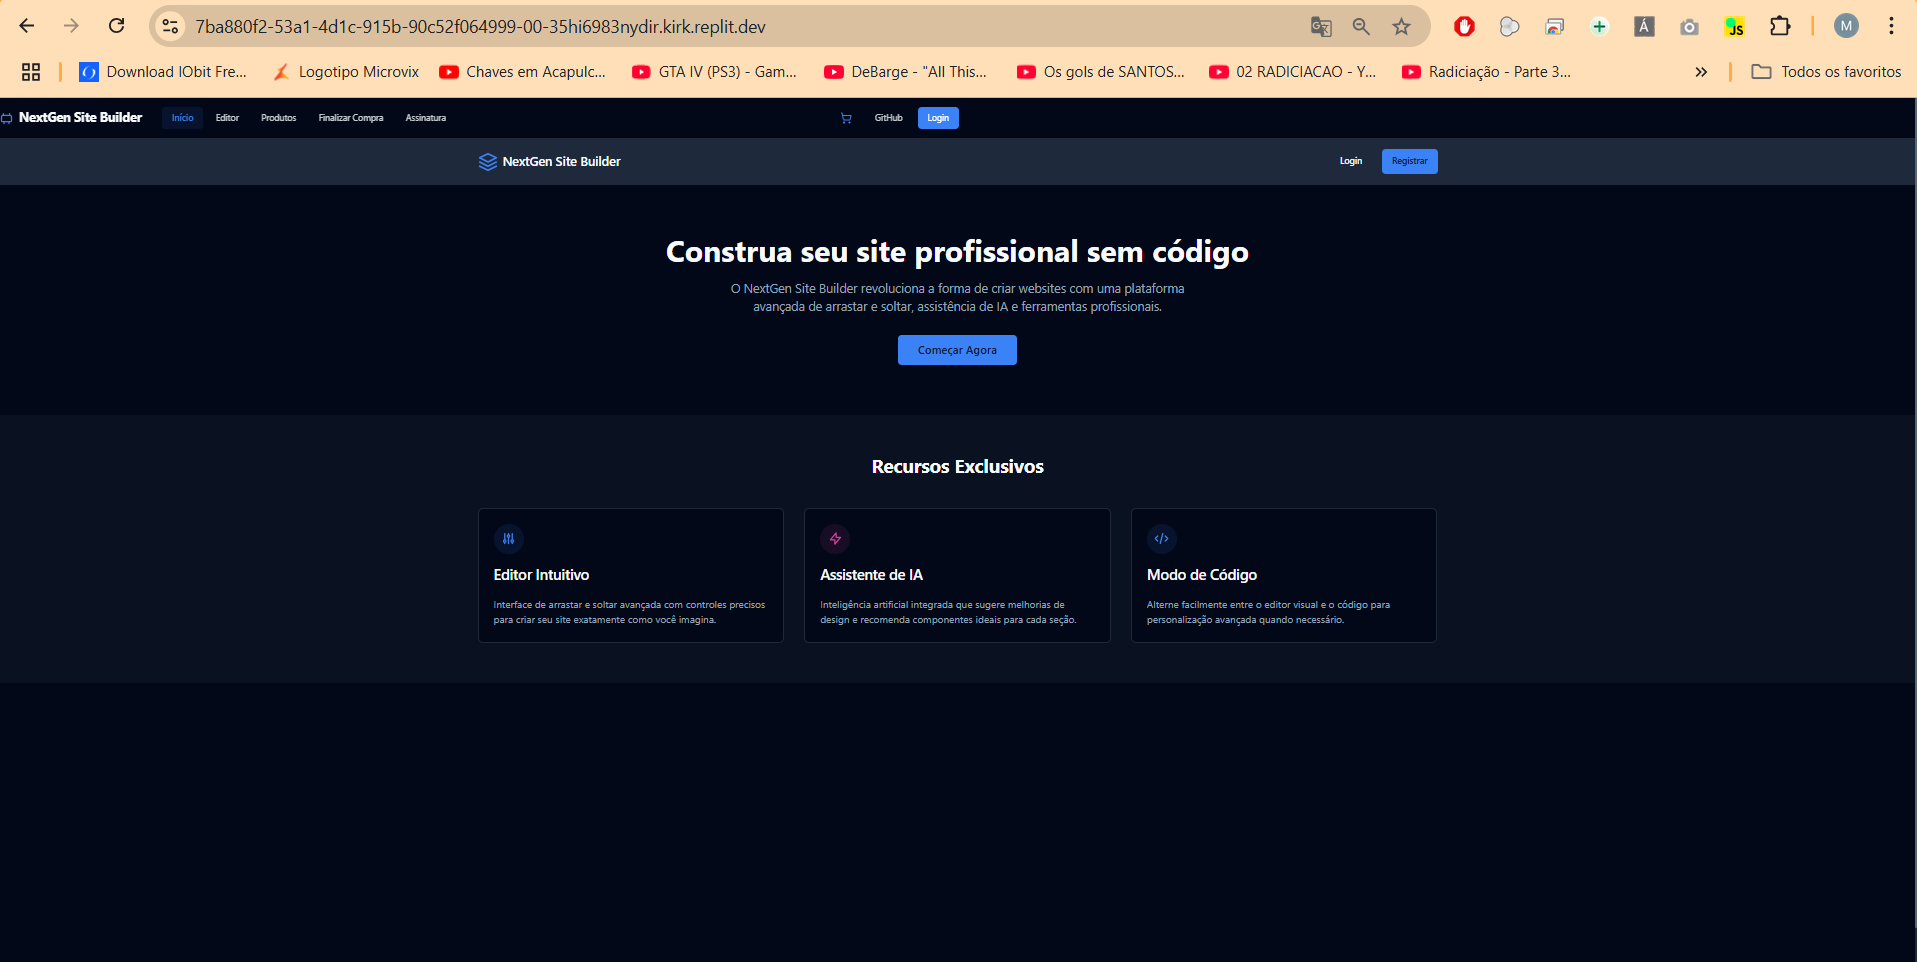 7ba880f2-53a1-4d1c-915b-90c52f064999-00-35hi6983nydir.kirk.replit.dev
Á
JS
M
Download IObit Fre...
Logotipo Microvix
Chaves em Acapulc...
GTA IV (PS3) - Gam...
DeBarge - "All This...
Os gols de SANTOS...
02 RADICIACAO - Y...
Radiciação - Parte 3...
Todos os favoritos
NextGen Site Builder
Início
Editor
Produtos
Finalizar Compra
Assinatura
GitHub
Login
NextGen Site Builder
Login
Registrar
Construa seu site profissional sem código
O NextGen Site Builder revoluciona a forma de criar websites com uma plataforma
avançada de arrastar e soltar, assistência de IA e ferramentas profissionais.
Começar Agora
Recursos Exclusivos
Editor Intuitivo
Interface de arrastar e soltar avançada com controles precisos
para criar seu site exatamente como você imagina.
Assistente de IA
Inteligência artificial integrada que sugere melhorias de
design e recomenda componentes ideais para cada seção.
Modo de Código
Alterne facilmente entre o editor visual e o código para
personalização avançada quando necessário.